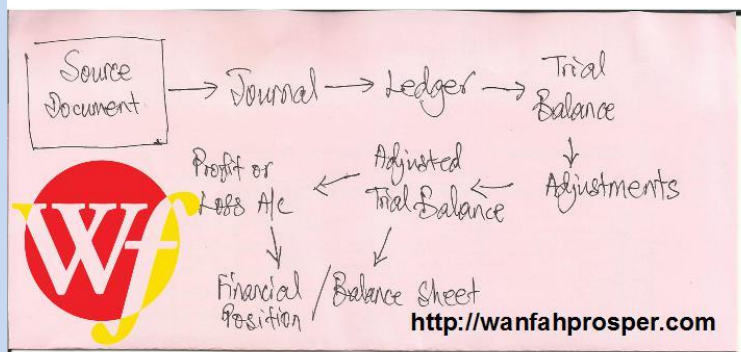 Source
Document
Journal
Ledger
Trial
Balance
Adjustments
Adjusted
Trial Balance
Profit or
Loss A/c
Financial
Position
/ Balance Sheet
Wf
http://wanfahprosper.com